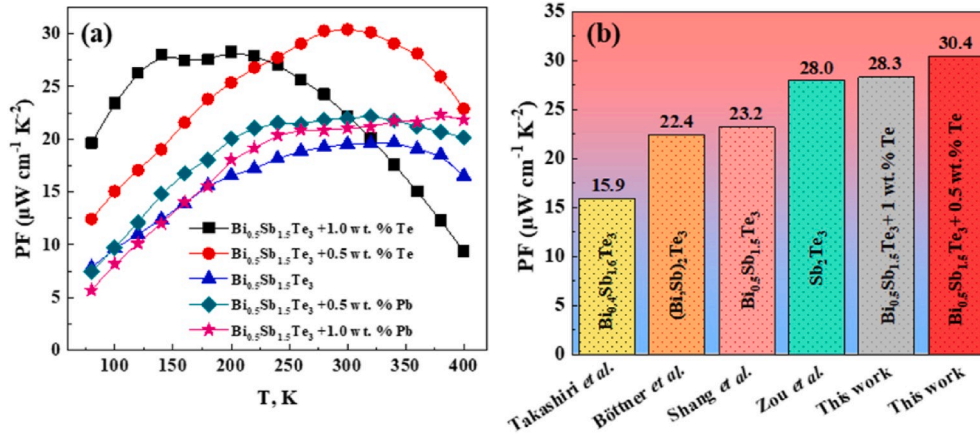 (a)
PF (μW cm⁻¹ K⁻²)
35
30
25
20
15
10
5
0
Bi₀.₅Sb₁.₅Te₃ +1.0 wt. % Te
Bi₀.₅Sb₁.₅Te₃ +0.5 wt. % Te
Bi₀.₅Sb₁.₅Te₃
Bi₀.₅Sb₁.₅Te₃ +0.5 wt. % Pb
Bi₀.₅Sb₁.₅Te₃ +1.0 wt. % Pb
100 150 200 250 300 350 400
T, K
(b)
PF (μW cm⁻¹ K⁻²)
35
30
25
20
15
10
5
0
15.9
22.4
23.2
28.0
28.3
30.4
Bi₀.₄Sb₁.₆Te₃
(Bi,Sb)₂Te₃
Bi₀.₅Sb₁.₅Te₃
Sb₂Te₃
Bi₀.₅Sb₁.₅Te₃+ 1 wt.% Te
Bi₀.₅Sb₁.₅Te₃+ 0.5 wt.% Te
Takashiri et al.
Böttner et al.
Shang et al.
Zou et al.
This work
This work